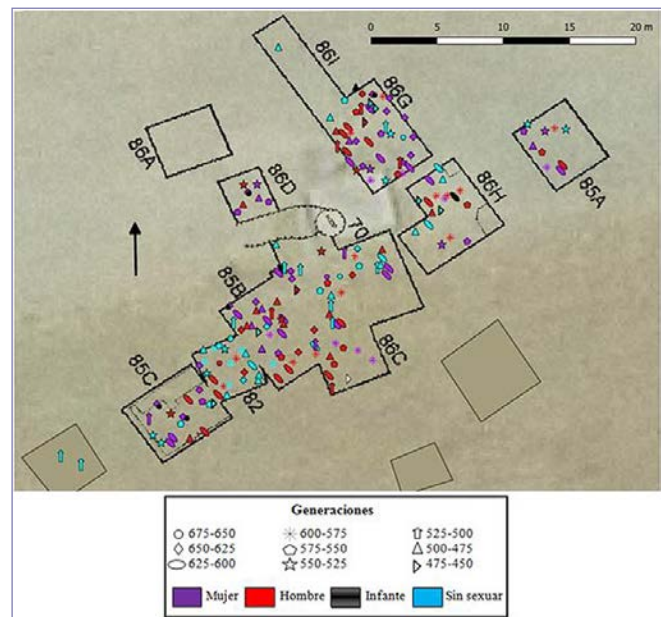 0 5 10 15 20 m
86I
86G
86A
86D
85A
86H
70
85B
86C
85C
82
Generaciones
675-650 600-575 525-500
650-625 575-550 500-475
625-600 550-525 475-450
Mujer Hombre Infante Sin sexuar